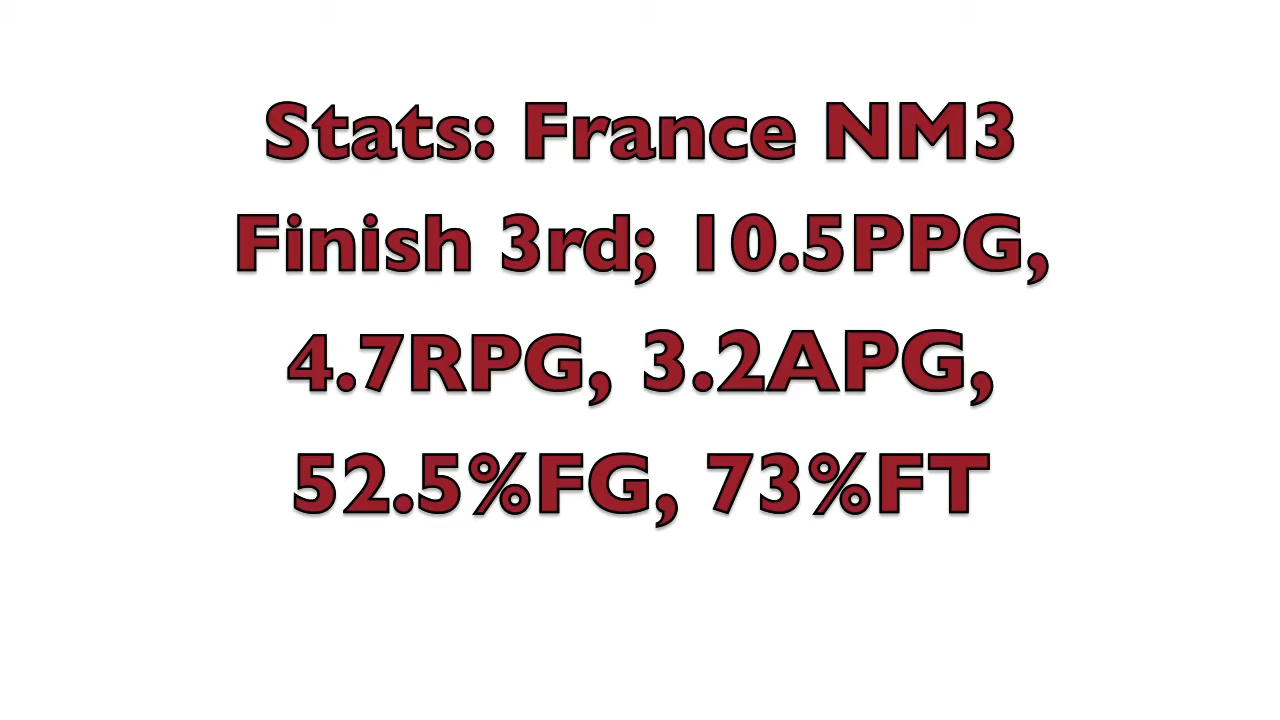 Stats: France NM3
Finish 3rd; 10.5PPG,
4.7RPG, 3.2APG,
52.5%FG, 73%FT